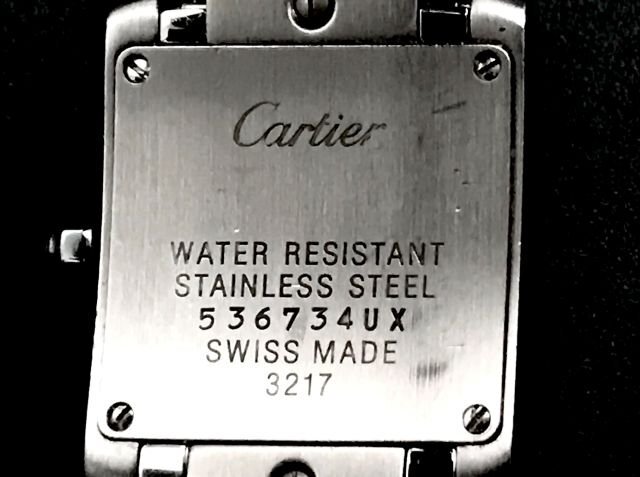 Cartier
WATER RESISTANT
STAINLESS STEEL
536734UX
SWISS MADE
3217